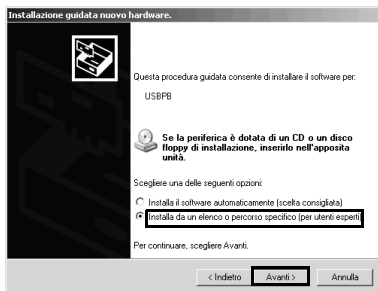 Installazione guidata nuovo hardware.
Questa procedura guidata consente di installare il software per:
USBPB
Se la periferica è dotata di un CD o un disco
floppy di installazione, inserirlo nell'apposita
unità.
Scegliere una delle seguenti opzioni:
Installa il software automaticamente (scelta consigliata)
Installa da un elenco o percorso specifico (per utenti esperti)
Per continuare, scegliere Avanti.
< Indietro Avanti > Annulla